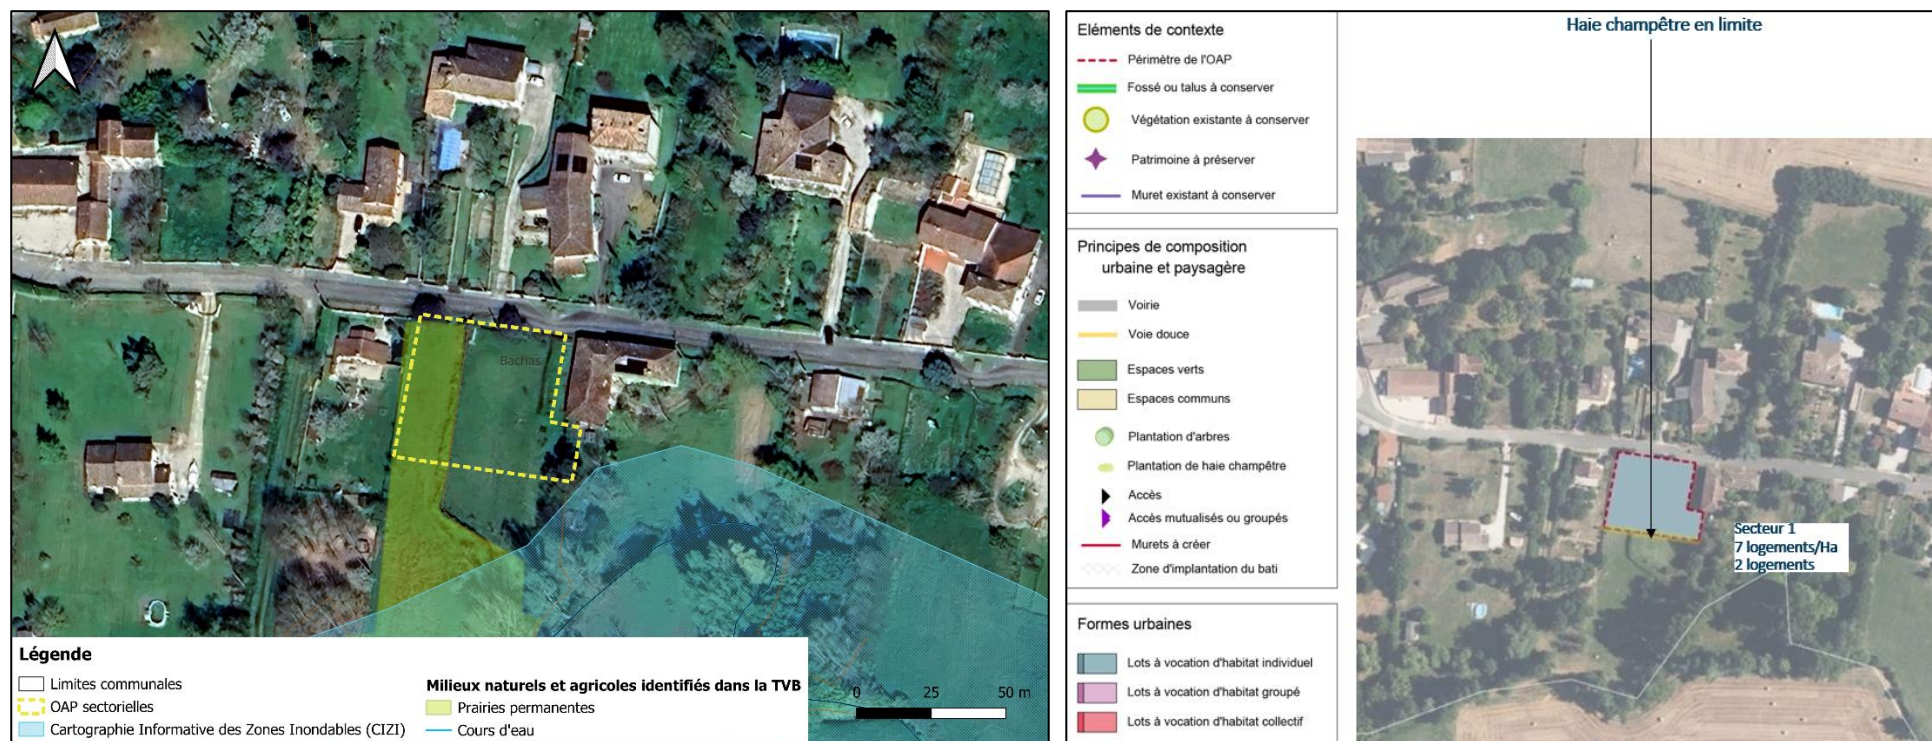 Bachas
Légende
Limites communales
OAP sectorielles
Cartographie Informative des Zones Inondables (CIZI)
Milieux naturels et agricoles identifiés dans la TVB
Prairies permanentes
Cours d'eau
0 25 50 m
Eléments de contexte
Périmètre de l'OAP
Fossé ou talus à conserver
Végétation existante à conserver
Patrimoine à préserver
Muret existant à conserver
Principes de composition
urbaine et paysagère
Voirie
Voie douce
Espaces verts
Espaces communs
Plantation d'arbres
Plantation de haie champêtre
Accès
Accès mutualisés ou groupés
Murets à créer
Zone d'implantation du bati
Formes urbaines
Lots à vocation d'habitat individuel
Lots à vocation d'habitat groupé
Lots à vocation d'habitat collectif
Haie champêtre en limite
Secteur 1
7 logements/Ha
2 logements